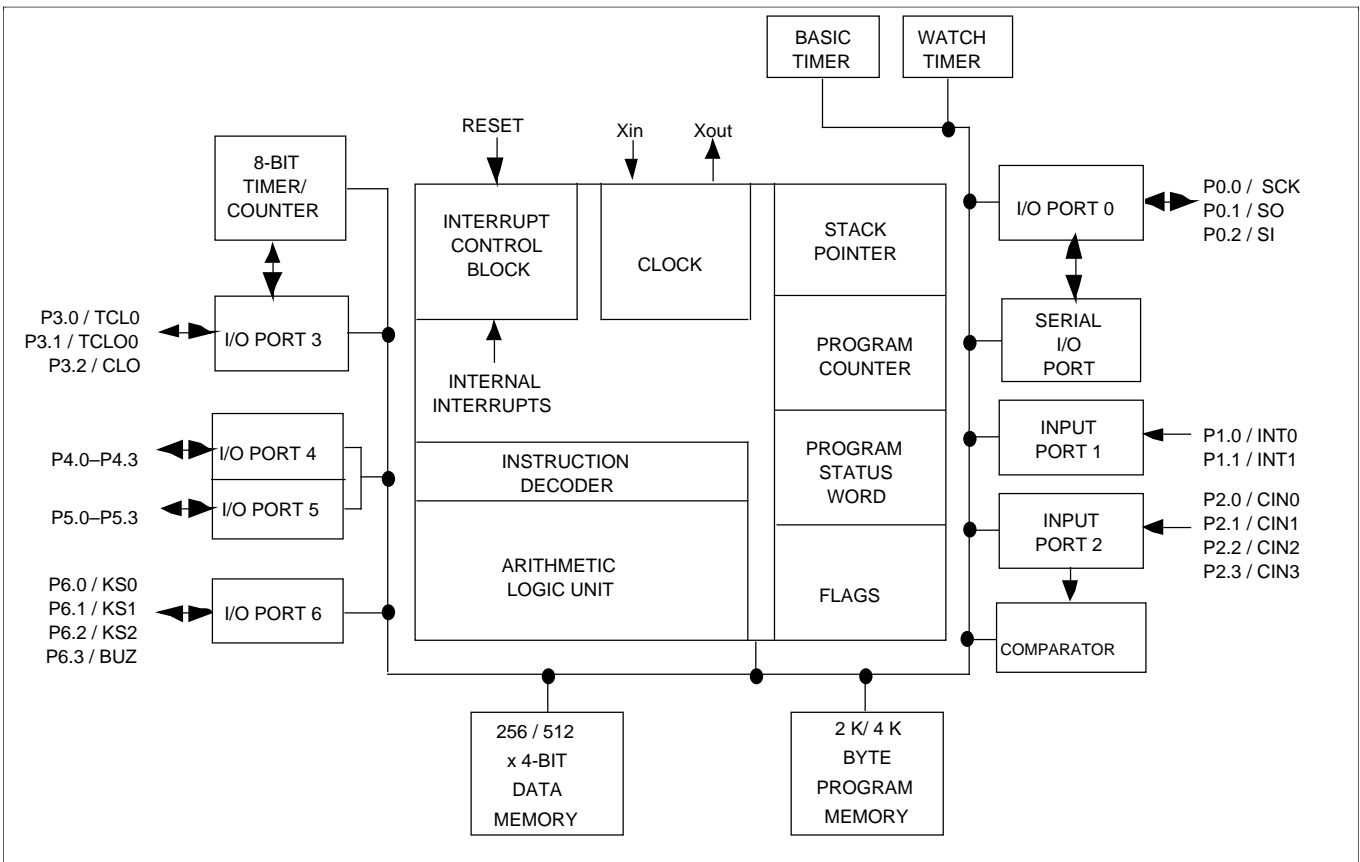 BASIC
TIMER
WATCH
TIMER
RESET
Xin
Xout
8-BIT
TIMER/
COUNTER
INTERRUPT
CONTROL
BLOCK
CLOCK
STACK
POINTER
I/O PORT 0
P0.0 / SCK
P0.1 / SO
P0.2 / SI
P3.0 / TCL0
P3.1 / TCLO0
P3.2 / CLO
I/O PORT 3
INTERNAL
INTERRUPTS
PROGRAM
COUNTER
SERIAL
I/O
PORT
INPUT
PORT 1
P1.0 / INT0
P1.1 / INT1
P4.0–P4.3
I/O PORT 4
P5.0–P5.3
I/O PORT 5
INSTRUCTION
DECODER
PROGRAM
STATUS
WORD
INPUT
PORT 2
P2.0 / CIN0
P2.1 / CIN1
P2.2 / CIN2
P2.3 / CIN3
P6.0 / KS0
P6.1 / KS1
P6.2 / KS2
P6.3 / BUZ
I/O PORT 6
ARITHMETIC
LOGIC UNIT
FLAGS
COMPARATOR
256 / 512
x 4-BIT
DATA
MEMORY
2 K/ 4 K
BYTE
PROGRAM
MEMORY